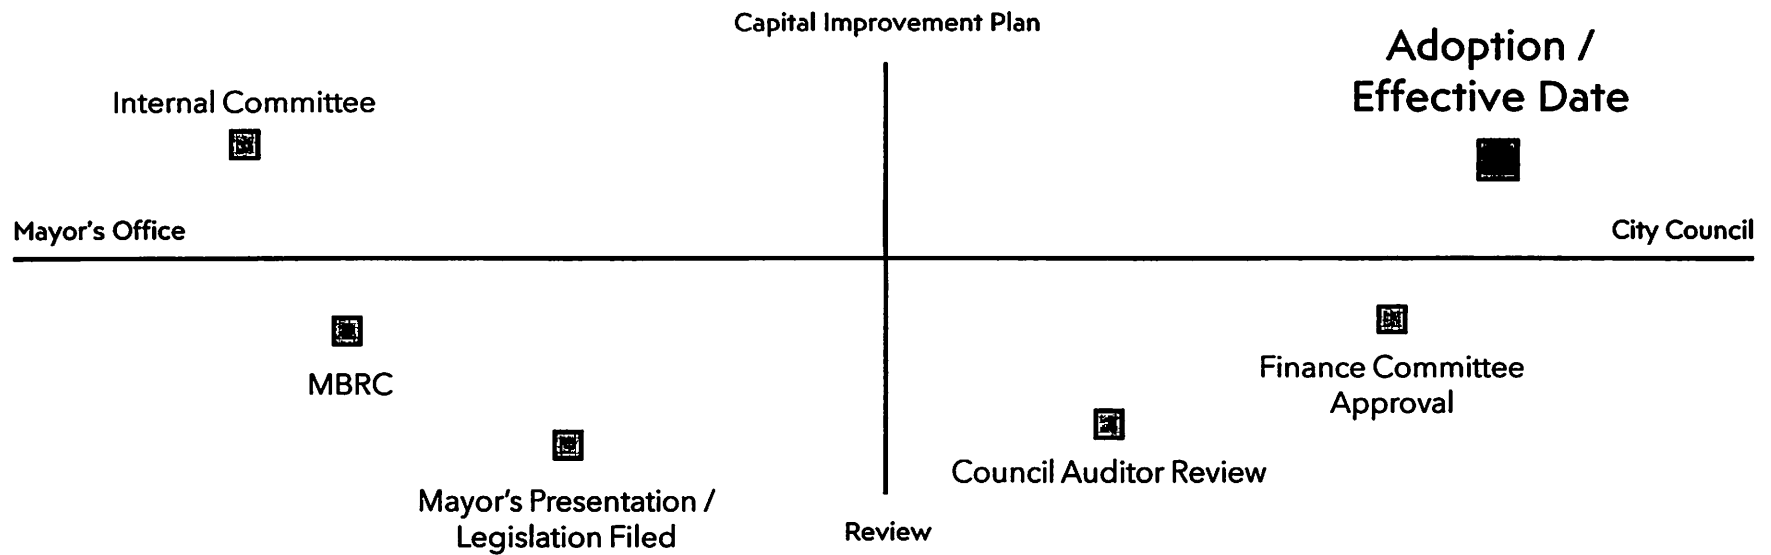 Capital Improvement Plan
Adoption /
Effective Date
Internal Committee
Mayor's Office
City Council
MBRC
Finance Committee
Approval
Council Auditor Review
Mayor's Presentation /
Legislation Filed
Review